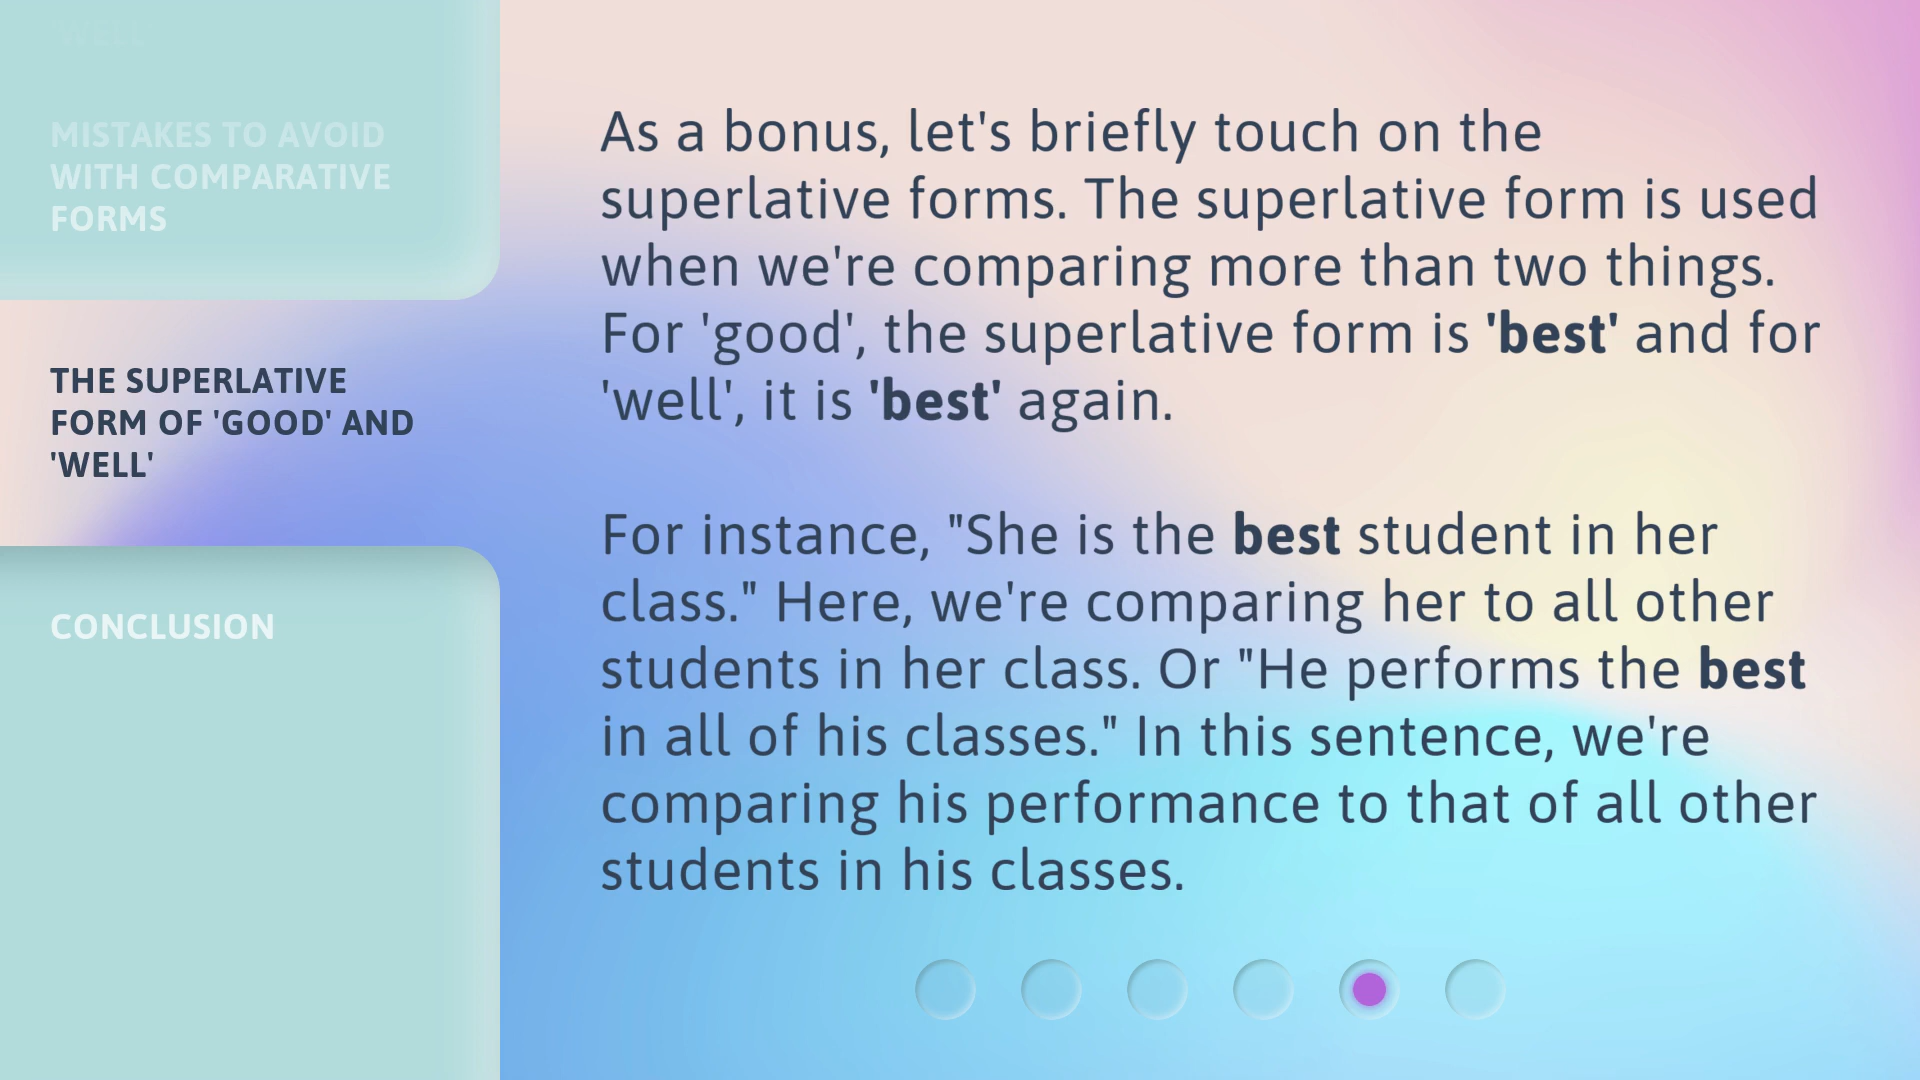 'WELL'
MISTAKES TO AVOID
WITH COMPARATIVE
FORMS
THE SUPERLATIVE
FORM OF 'GOOD' AND
'WELL'
CONCLUSION
As a bonus, let's briefly touch on the
superlative forms. The superlative form is used
when we're comparing more than two things.
For 'good', the superlative form is 'best' and for
'well', it is 'best' again.
For instance, "She is the best student in her
class." Here, we're comparing her to all other
students in her class. Or "He performs the best
in all of his classes." In this sentence, we're
comparing his performance to that of all other
students in his classes.